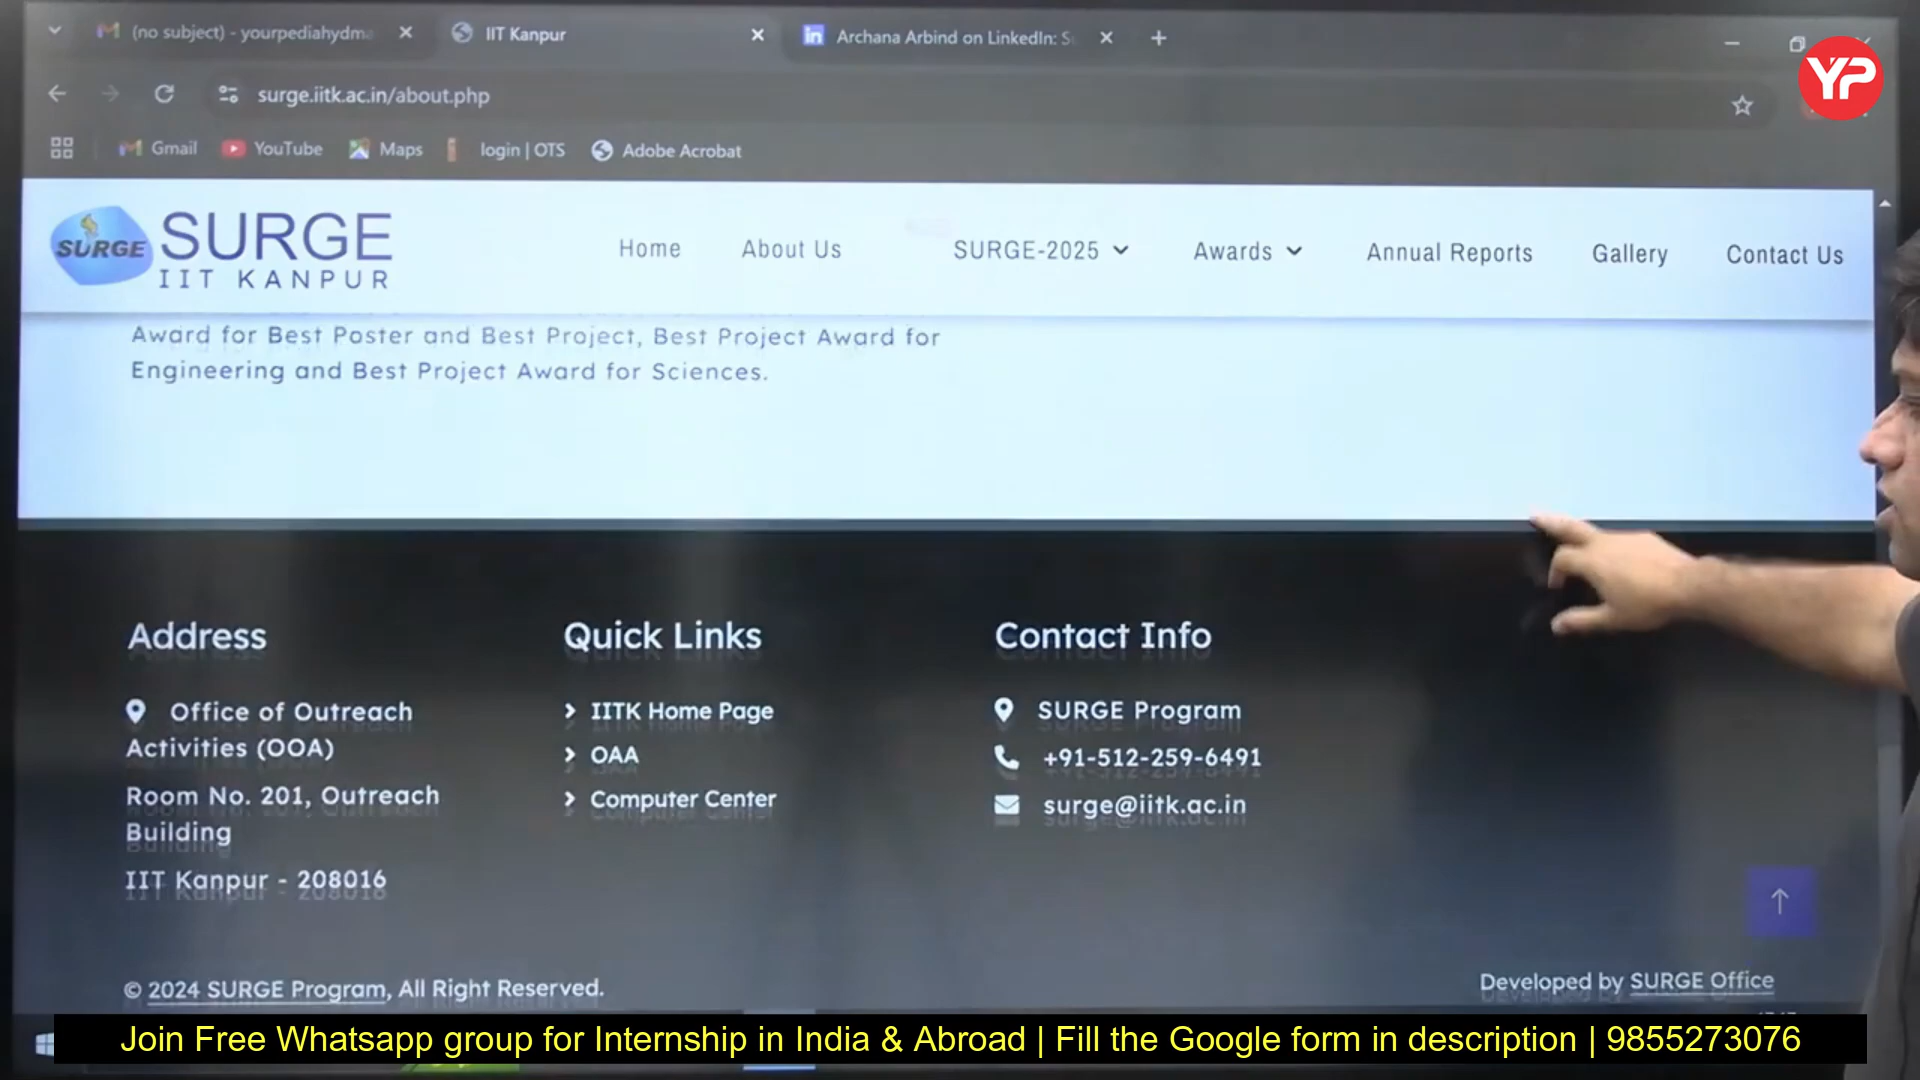 (no subject) - yourpediahydma
IIT Kanpur
in Archana Arbind on LinkedIn: S
YP
surge.iitk.ac.in/about.php
Gmail
YouTube
Maps
login | OTS
Adobe Acrobat
SURGE
SURGE
IIT KANPUR
Home
About Us
SURGE-2025
Awards
Annual Reports
Gallery
Contact Us
Award for Best Poster and Best Project, Best Project Award for
Engineering and Best Project Award for Sciences.
Address
Office of Outreach
Activities (OOA)
Room No. 201, Outreach
Building
IIT Kanpur - 208016
Quick Links
IITK Home Page
OAA
Computer Center
Contact Info
SURGE Program
+91-512-259-6491
surge@iitk.ac.in
© 2024 SURGE Program, All Right Reserved.
Developed by SURGE Office
Join Free Whatsapp group for Internship in India & Abroad | Fill the Google form in description | 9855273076